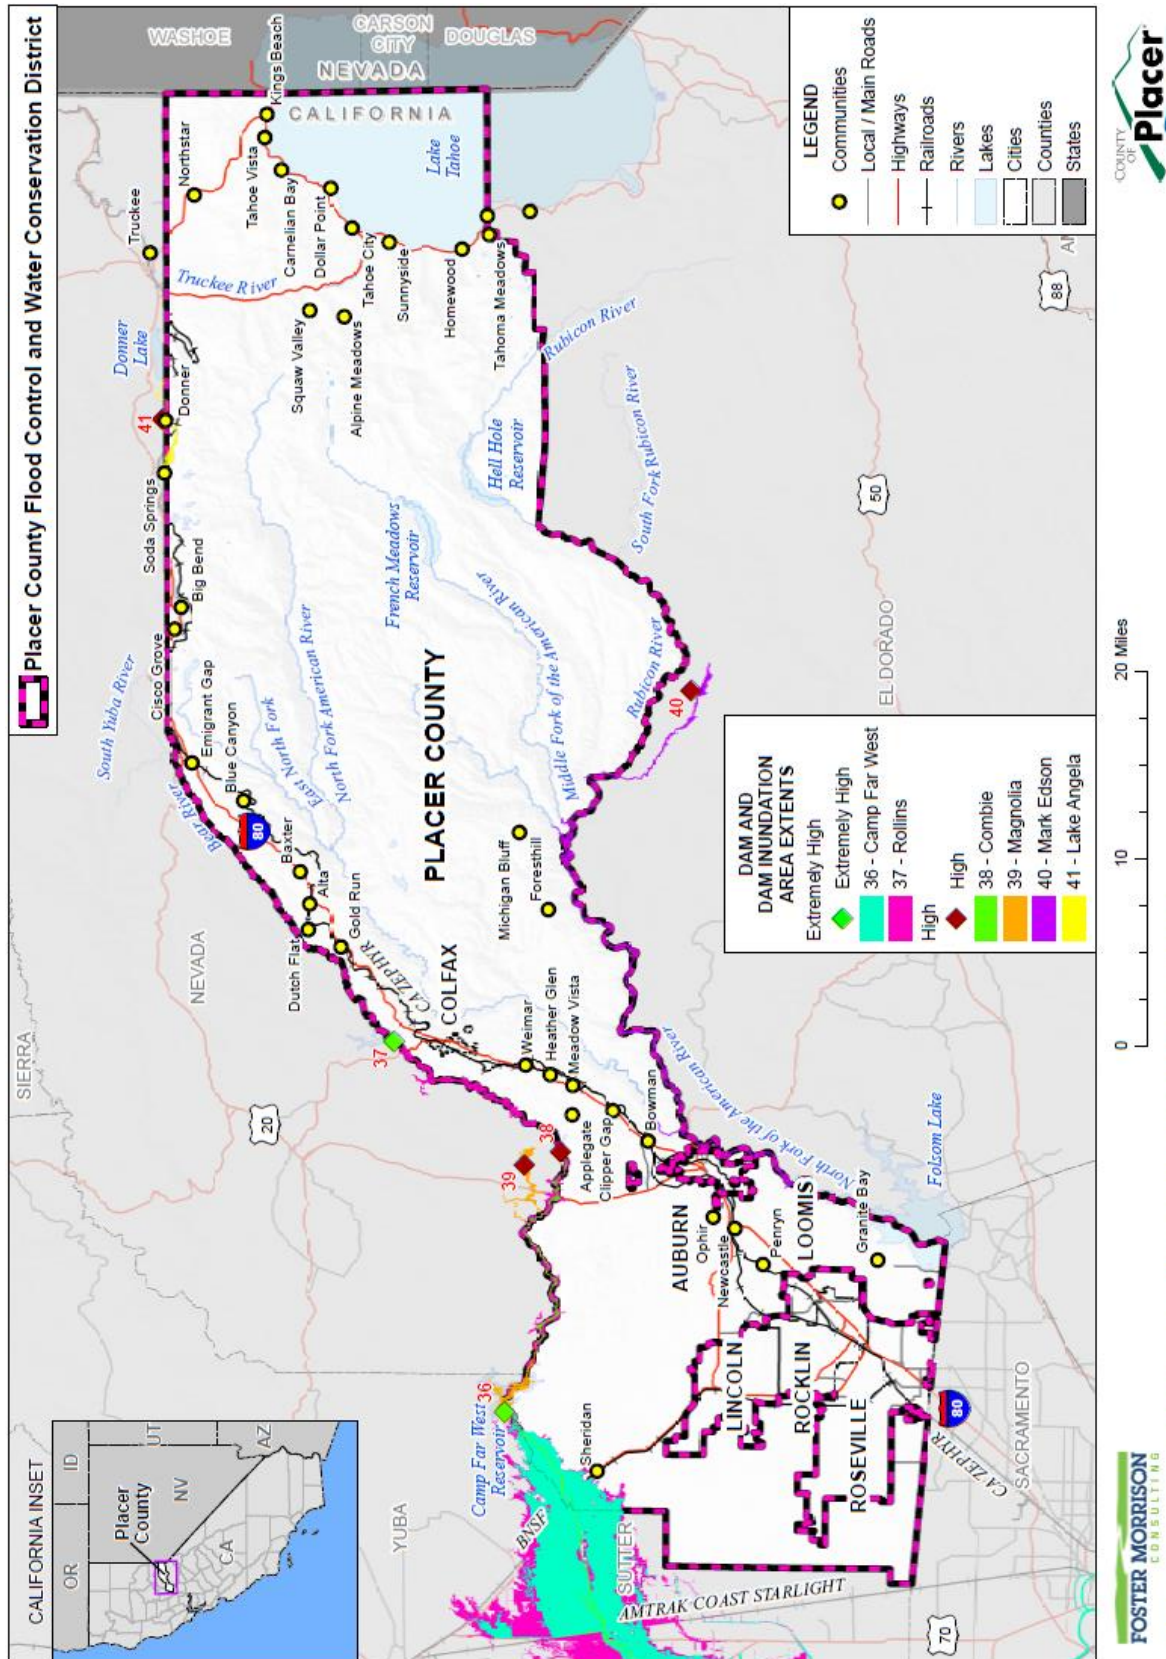 Placer County Flood Control and Water Conservation District
CALIFORNIA INSET
OR
ID
UT
NV
AZ
CA
Placer
County
WASHOE
CARSON
CITY
DOUGLAS
NEVADA
CALIFORNIA
SIERRA
NEVADA
YUBA
SUTTER
SACRAMENTO
EL DORADO
PLACER COUNTY
Truckee
Northstar
Kings Beach
Tahoe Vista
Carnelian Bay
Dollar Point
Tahoe City
Sunnyside
Homewood
Tahoma Meadows
Squaw Valley
Alpine Meadows
Lake
Tahoe
Truckee River
Donner
Lake
41
Donner
Soda Springs
Big Bend
Cisco Grove
Emigrant Gap
Blue Canyon
Baxter
Alta
Dutch Flat
Gold Run
South Yuba River
Bear River
80
East North Fork
North Fork American River
French Meadows
Reservoir
Hell Hole
Reservoir
Rubicon River
South Fork Rubicon River
Middle Fork of the American River
Rubicon River
40
Michigan Bluff
Foresthill
CA ZEPHYR
COLFAX
37
20
Weimar
Heather Glen
Meadow Vista
Applegate
Clipper Gap
Bowman
38
39
North Fork of the American River
Folsom Lake
AUBURN
Ophir
Newcastle
Penryn
LOOMIS
Granite Bay
LINCOLN
ROCKLIN
ROSEVILLE
Sheridan
36
Camp Far West
Reservoir
BNSF
AMTRAK COAST STARLIGHT
CA ZEPHYR
80
70
50
88
LEGEND
Communities
Local / Main Roads
Highways
Railroads
Rivers
Lakes
Cities
Counties
States
DAM AND
DAM INUNDATION
AREA EXTENTS
Extremely High
Extremely High
36 - Camp Far West
37 - Rollins
High
High
38 - Combie
39 - Magnolia
40 - Mark Edson
41 - Lake Angela
0
10
20 Miles
FOSTER MORRISON
CONSULTING
COUNTY
OF
Placer